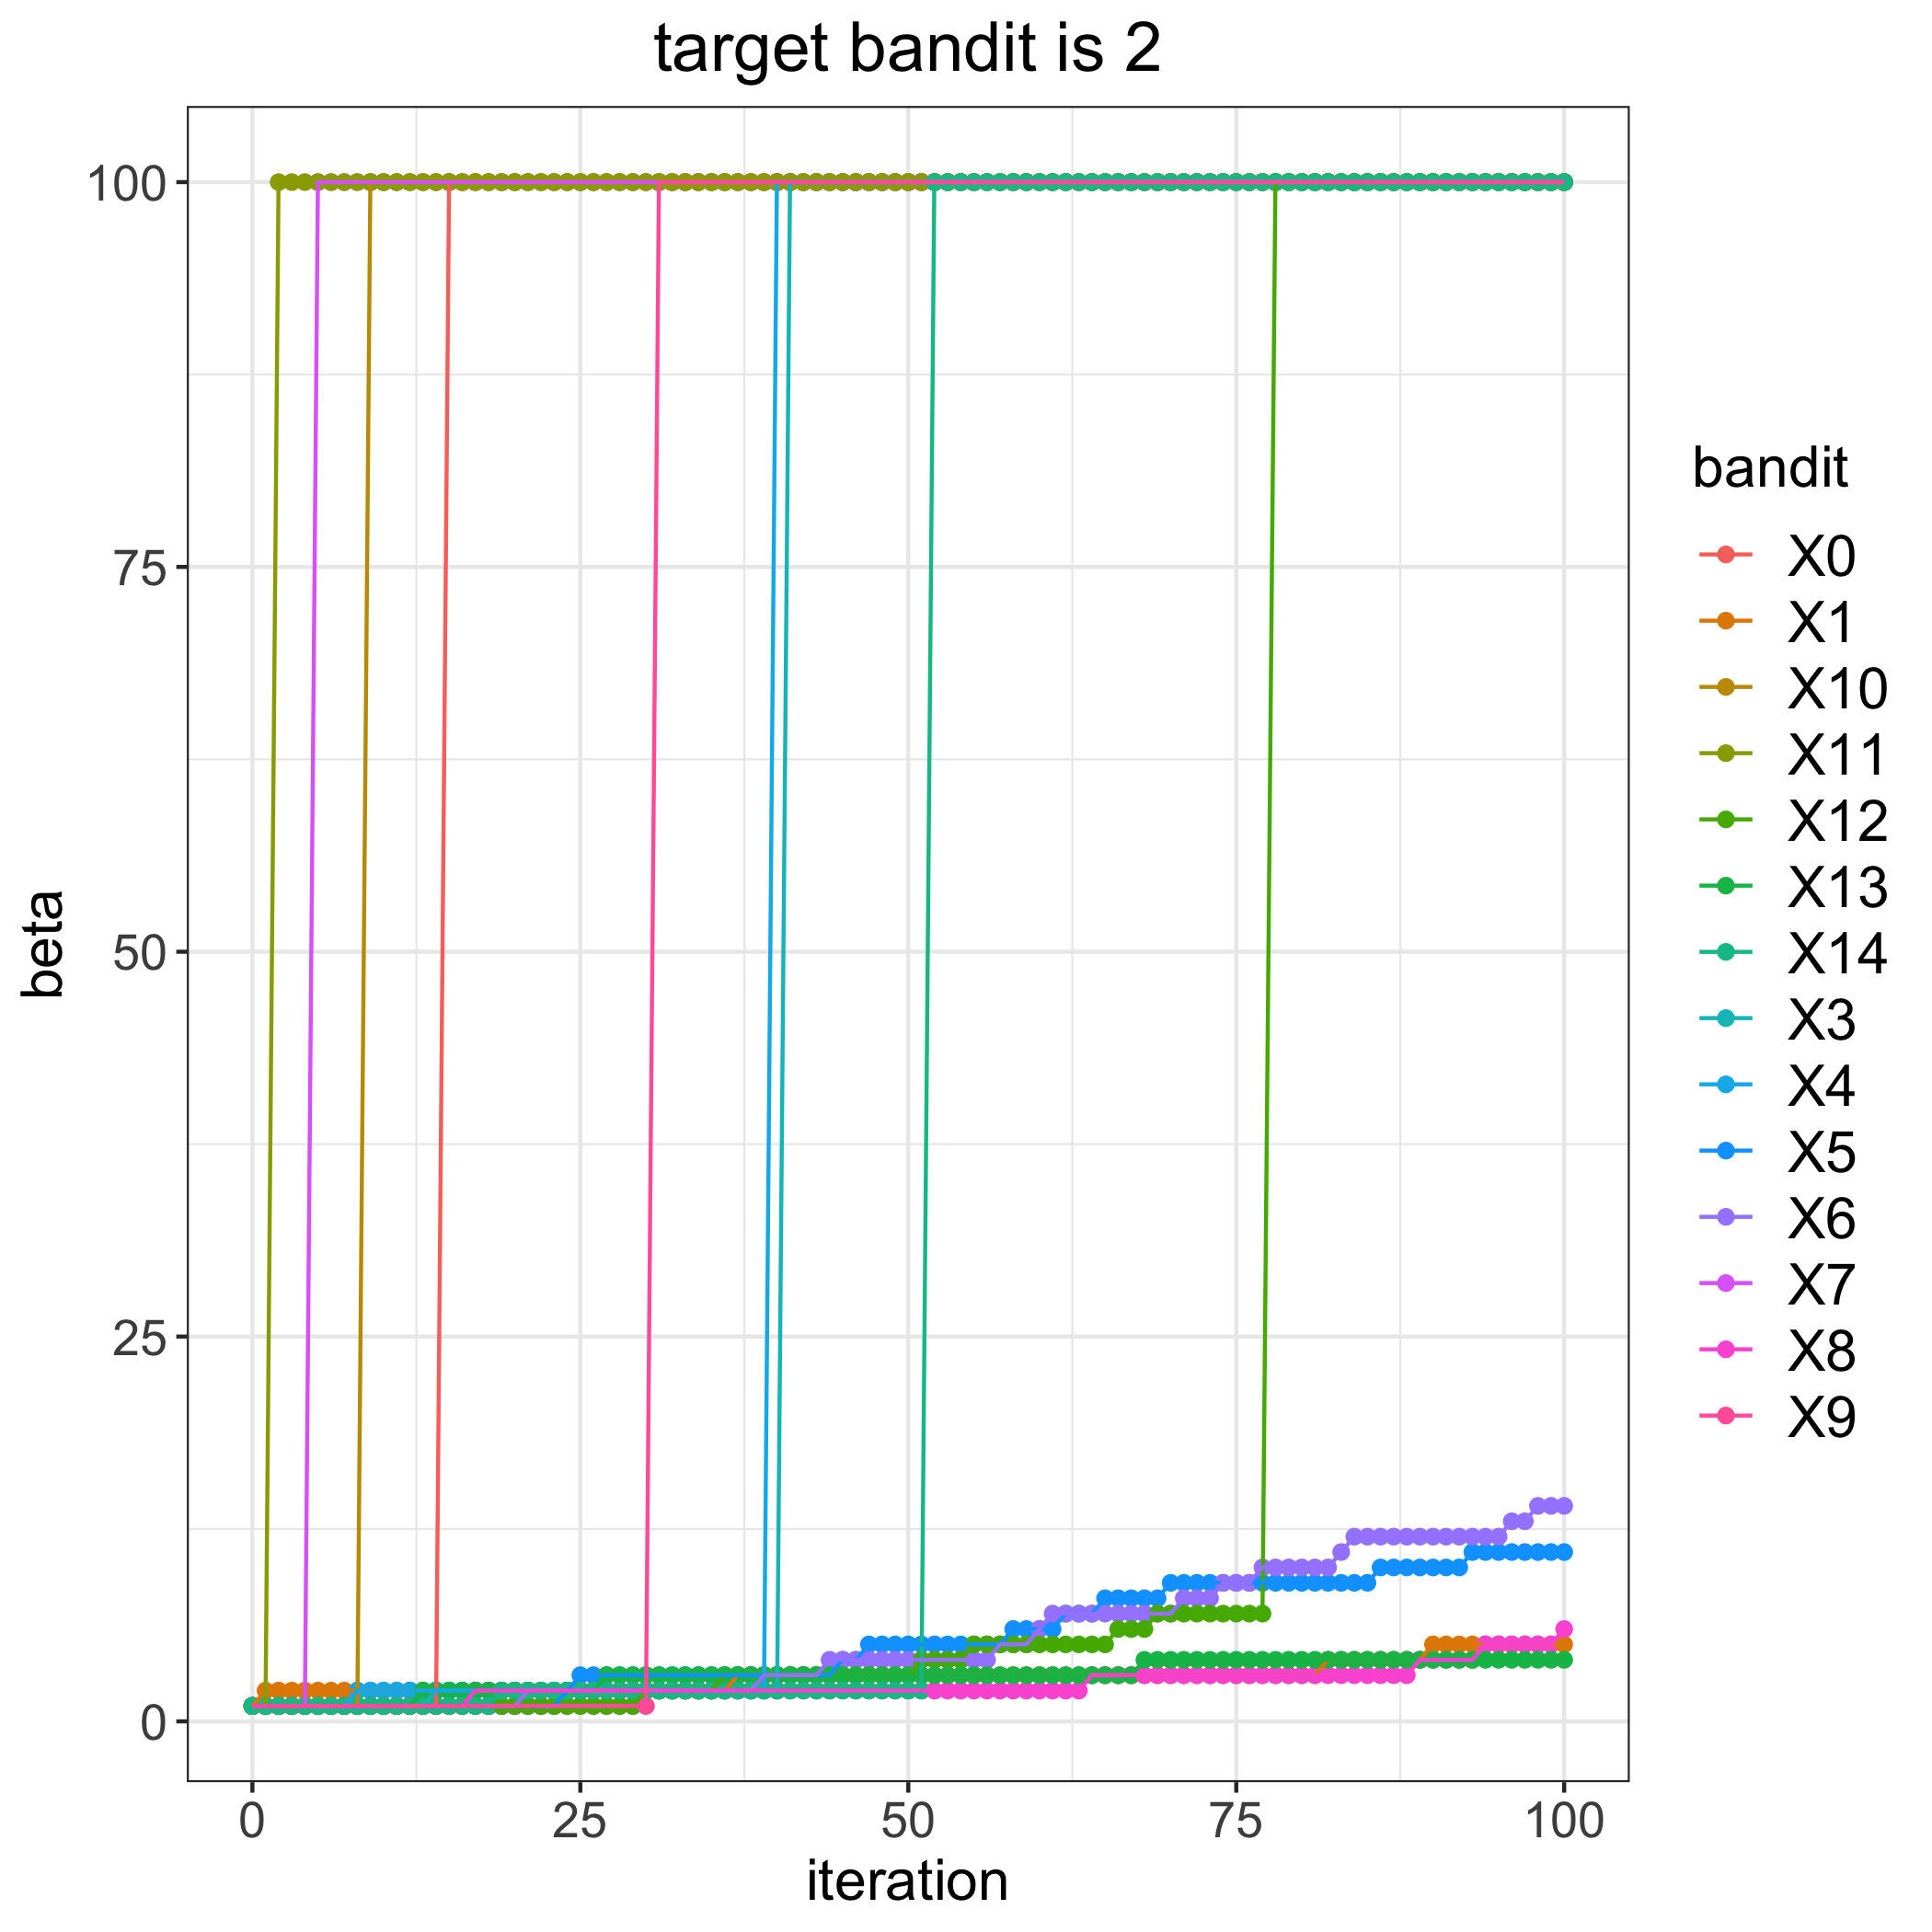 target bandit is 2
100
75
50
25
0
beta
0 25 50 75 100
iteration
bandit
X0
X1
X10
X11
X12
X13
X14
X3
X4
X5
X6
X7
X8
X9